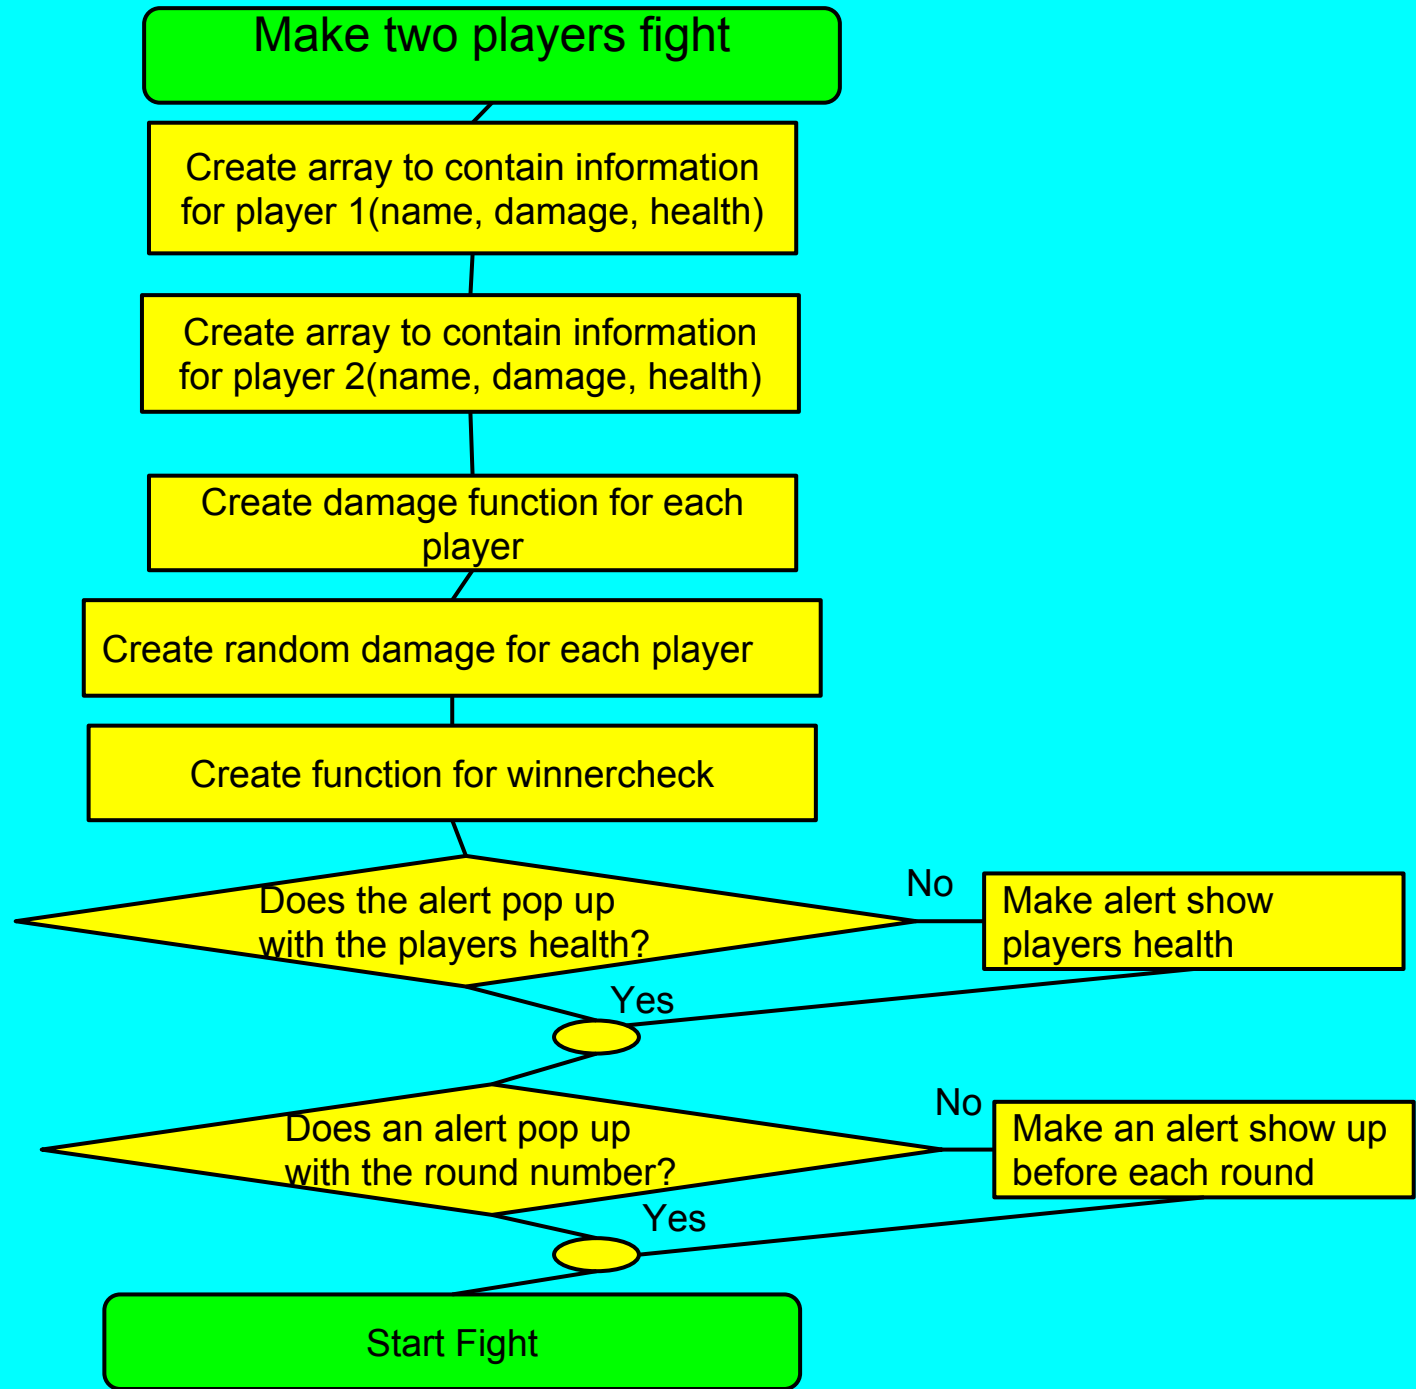 Make two players fight
Create array to contain information
for player 1(name, damage, health)
Create array to contain information
for player 2(name, damage, health)
Create damage function for each
player
Create random damage for each player
Create function for winnercheck
Does the alert pop up
with the players health?
No
Make alert show
players health
Yes
Does an alert pop up
with the round number?
No
Make an alert show up
before each round
Yes
Start Fight